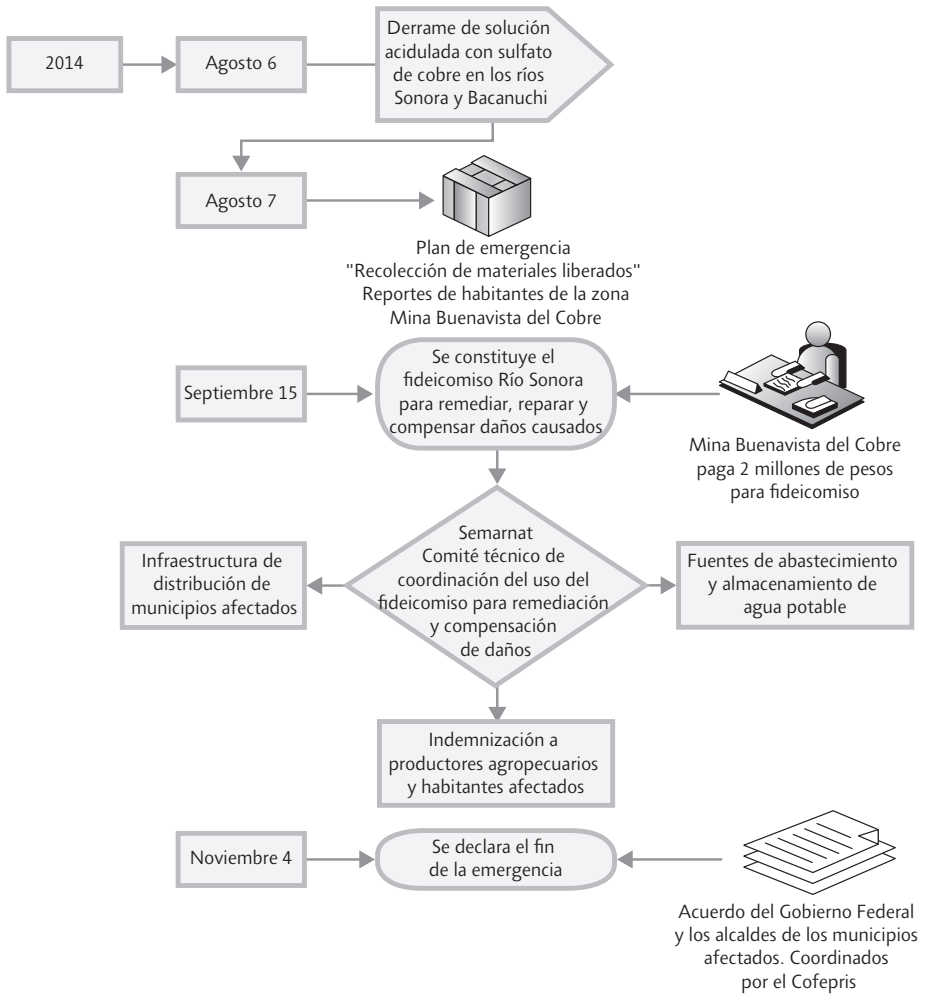 2014
Agosto 6
Derrame de solución
acidulada con sulfato
de cobre en los ríos
Sonora y Bacanuchi
Agosto 7
Plan de emergencia
"Recolección de materiales liberados"
Reportes de habitantes de la zona
Mina Buenavista del Cobre
Septiembre 15
Se constituye el
fideicomiso Río Sonora
para remediar, reparar y
compensar daños causados
Mina Buenavista del Cobre
paga 2 millones de pesos
para fideicomiso
Semarnat
Comité técnico de
coordinación del uso del
fideicomiso para remediación
y compensación
de daños
Infraestructura de
distribución de
municipios afectados
Fuentes de abastecimiento
y almacenamiento de
agua potable
Indemnización a
productores agropecuarios
y habitantes afectados
Noviembre 4
Se declara el fin
de la emergencia
Acuerdo del Gobierno Federal
y los alcaldes de los municipios
afectados. Coordinados
por el Cofepris